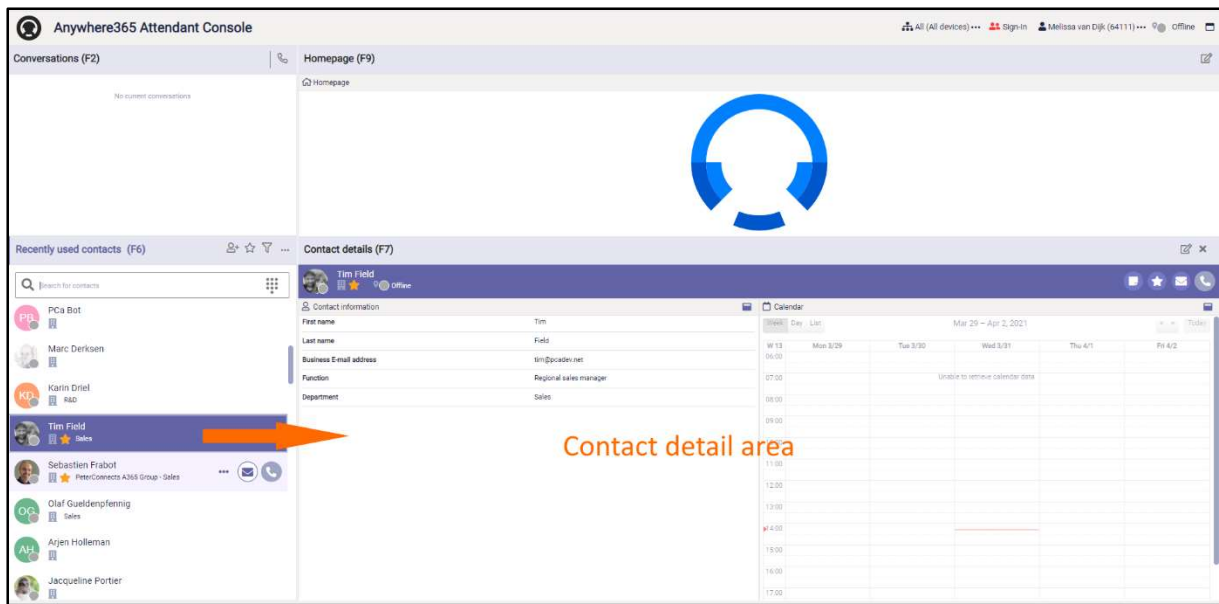 Anywhere365 Attendant Console
All (All devices) ••• Sign-In Melissa van Dijk (64111) ••• Offline
Conversations (F2)
No current conversations
Homepage (F9)
Homepage
Recently used contacts (F6)
Search for contacts
PB
PCa Bot
Marc Derksen
KD
Karin Driel
R&D
Tim Field
Sales
Sebastien Frabot
PeterConnects A365 Group - Sales
OG
Olaf Gueldenpfennig
Sales
AH
Arjen Holleman
Jacqueline Portier
Contact details (F7)
Tim Field
Offline
Contact information
First name Tim
Last name Field
Business E-mail address tim@pcadev.net
Function Regional sales manager
Department Sales
Contact detail area
Calendar
Week Day List Mar 29 – Apr 2, 2021 < > Today
W 13 Mon 3/29 Tue 3/30 Wed 3/31 Thu 4/1 Fri 4/2
06:00
07:00 Unable to retrieve calendar data
08:00
09:00
11:00
12:00
13:00
14:00
15:00
16:00
17:00